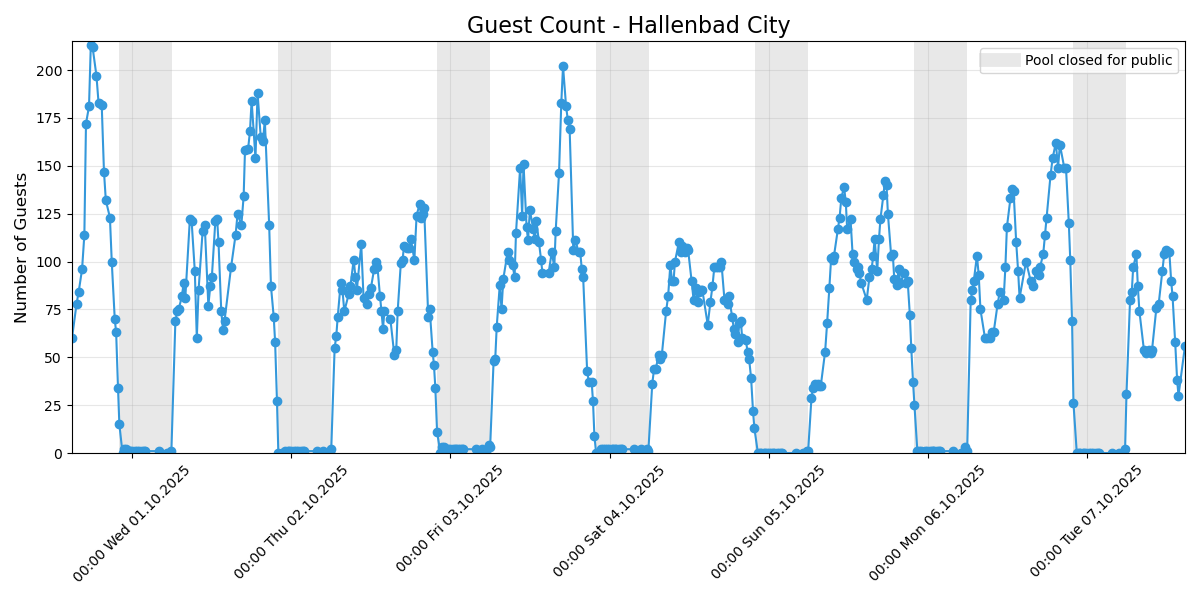 Guest Count - Hallenbad City
Pool closed for public
Number of Guests
200
175
150
125
100
75
50
25
0
00:00 Wed 01.10.2025
00:00 Thu 02.10.2025
00:00 Fri 03.10.2025
00:00 Sat 04.10.2025
00:00 Sun 05.10.2025
00:00 Mon 06.10.2025
00:00 Tue 07.10.2025